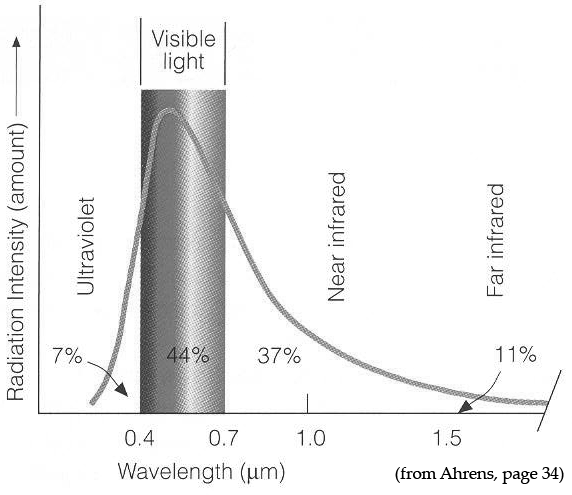 Visible
light
Radiation Intensity (amount)
Ultraviolet
Near infrared
Far infrared
7%
44%
37%
11%
0.4
0.7
1.0
1.5
Wavelength (μm)
(from Ahrens, page 34)